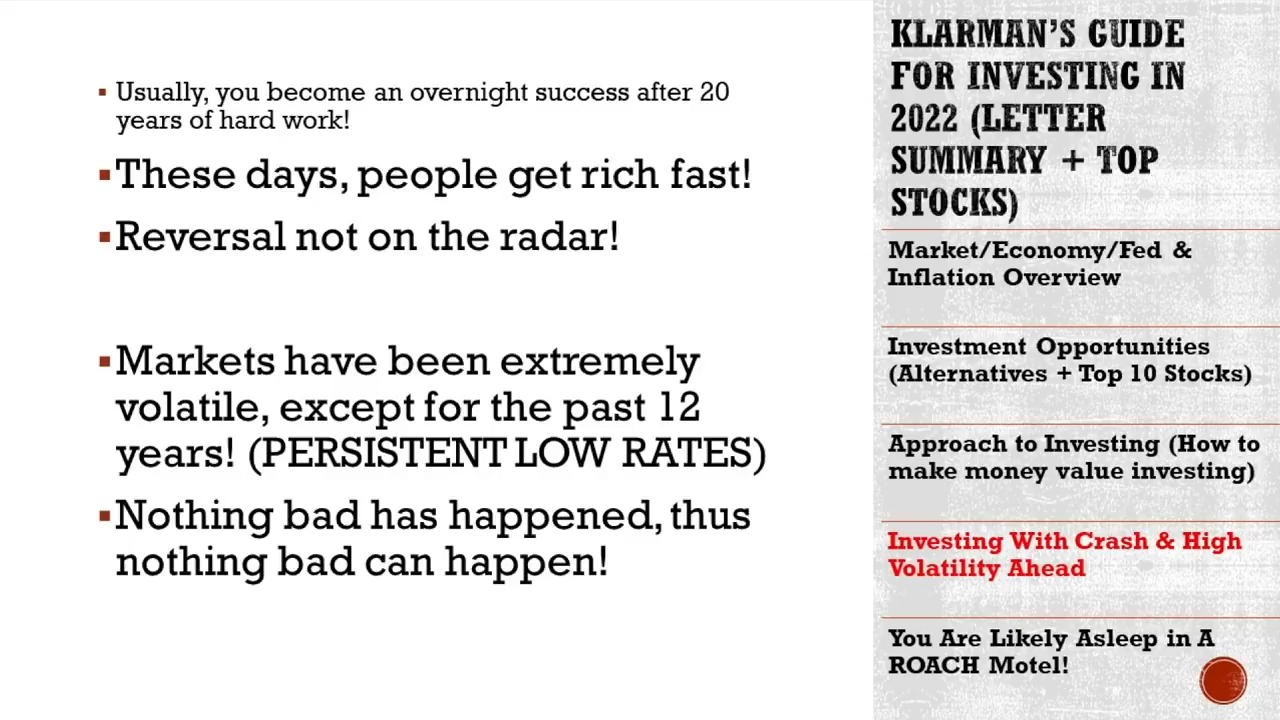 ▪ Usually, you become an overnight success after 20
years of hard work!
▪These days, people get rich fast!
▪Reversal not on the radar!
▪Markets have been extremely
volatile, except for the past 12
years! (PERSISTENT LOW RATES)
▪Nothing bad has happened, thus
nothing bad can happen!
KLARMAN'S GUIDE
FOR INVESTING IN
2022 (LETTER
SUMMARY + TOP
STOCKS)
Market/Economy/Fed &
Inflation Overview
Investment Opportunities
(Alternatives + Top 10 Stocks)
Approach to Investing (How to
make money value investing)
Investing With Crash & High
Volatility Ahead
You Are Likely Asleep in A
ROACH Motel!